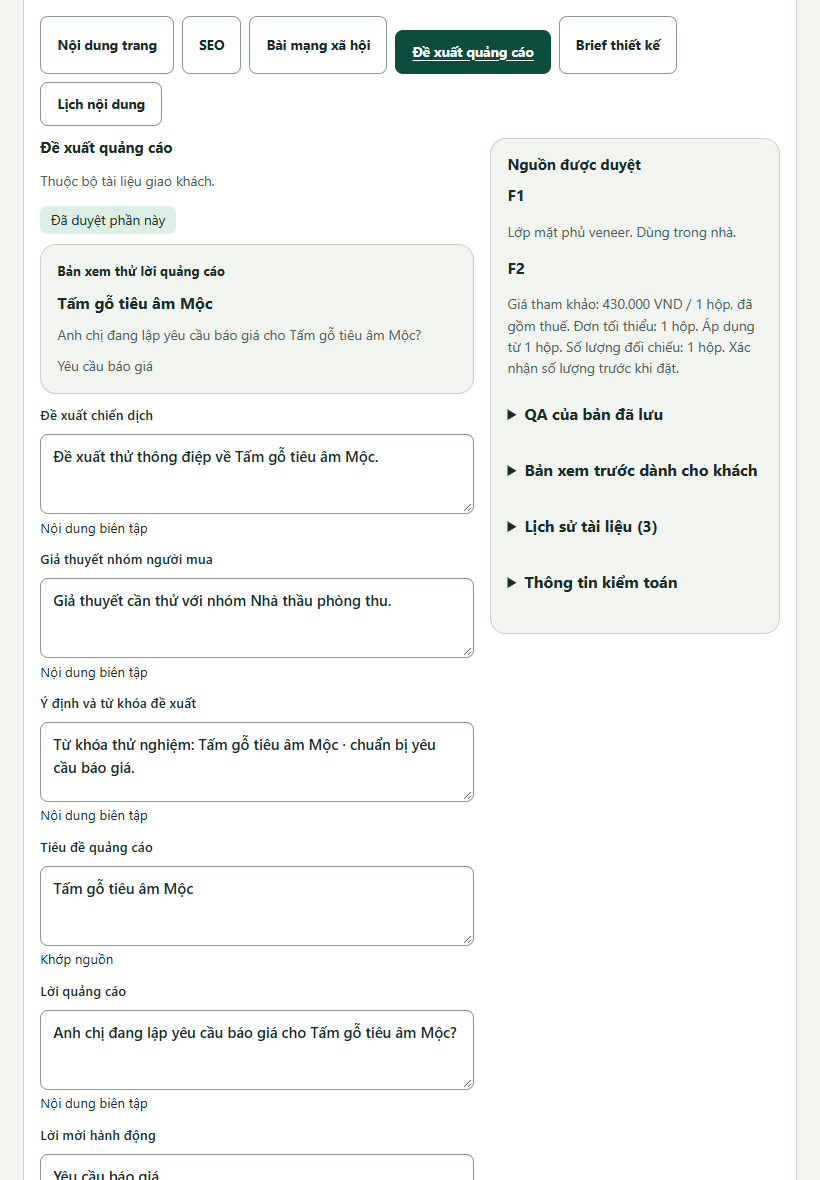 Nội dung trang
SEO
Bài mạng xã hội
Đề xuất quảng cáo
Brief thiết kế
Lịch nội dung
Đề xuất quảng cáo
Thuộc bộ tài liệu giao khách.
Đã duyệt phần này
Bản xem thử lời quảng cáo
Tấm gỗ tiêu âm Mộc
Anh chị đang lập yêu cầu báo giá cho Tấm gỗ tiêu âm Mộc?
Yêu cầu báo giá
Đề xuất chiến dịch
Đề xuất thử thông điệp về Tấm gỗ tiêu âm Mộc.
Nội dung biên tập
Giả thuyết nhóm người mua
Giả thuyết cần thử với nhóm Nhà thầu phòng thu.
Nội dung biên tập
Ý định và từ khóa đề xuất
Từ khóa thử nghiệm: Tấm gỗ tiêu âm Mộc · chuẩn bị yêu
cầu báo giá.
Nội dung biên tập
Tiêu đề quảng cáo
Tấm gỗ tiêu âm Mộc
Khớp nguồn
Lời quảng cáo
Anh chị đang lập yêu cầu báo giá cho Tấm gỗ tiêu âm Mộc?
Nội dung biên tập
Lời mời hành động
Yêu cầu báo giá
Nguồn được duyệt
F1
Lớp mặt phủ veneer. Dùng trong nhà.
F2
Giá tham khảo: 430.000 VND / 1 hộp, đã
gồm thuế. Đơn tối thiểu: 1 hộp. Áp dụng
từ 1 hộp. Số lượng đối chiếu: 1 hộp. Xác
nhận số lượng trước khi đặt.
QA của bản đã lưu
Bản xem trước dành cho khách
Lịch sử tài liệu (3)
Thông tin kiểm toán